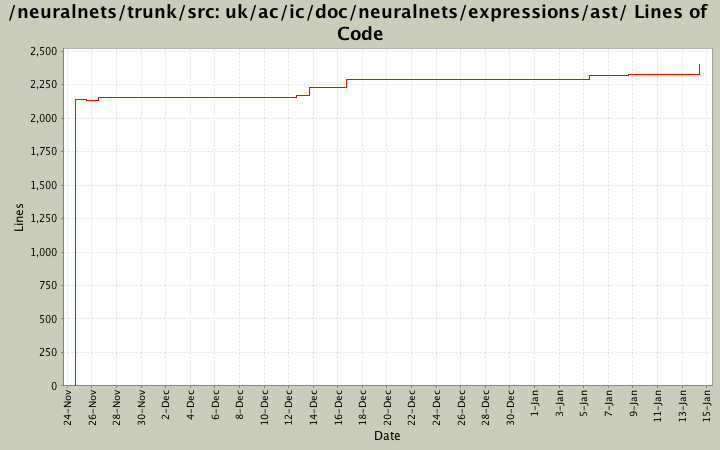 /neuralnets/trunk/src: uk/ac/ic/doc/neuralnets/expressions/ast/ Lines of
Code
2,500
2,250
2,000
1,750
1,500
1,250
1,000
750
500
250
0
Lines
24-Nov
26-Nov
28-Nov
30-Nov
2-Dec
4-Dec
6-Dec
8-Dec
10-Dec
12-Dec
14-Dec
16-Dec
18-Dec
20-Dec
22-Dec
24-Dec
26-Dec
28-Dec
30-Dec
1-Jan
3-Jan
5-Jan
7-Jan
9-Jan
11-Jan
13-Jan
15-Jan
Date